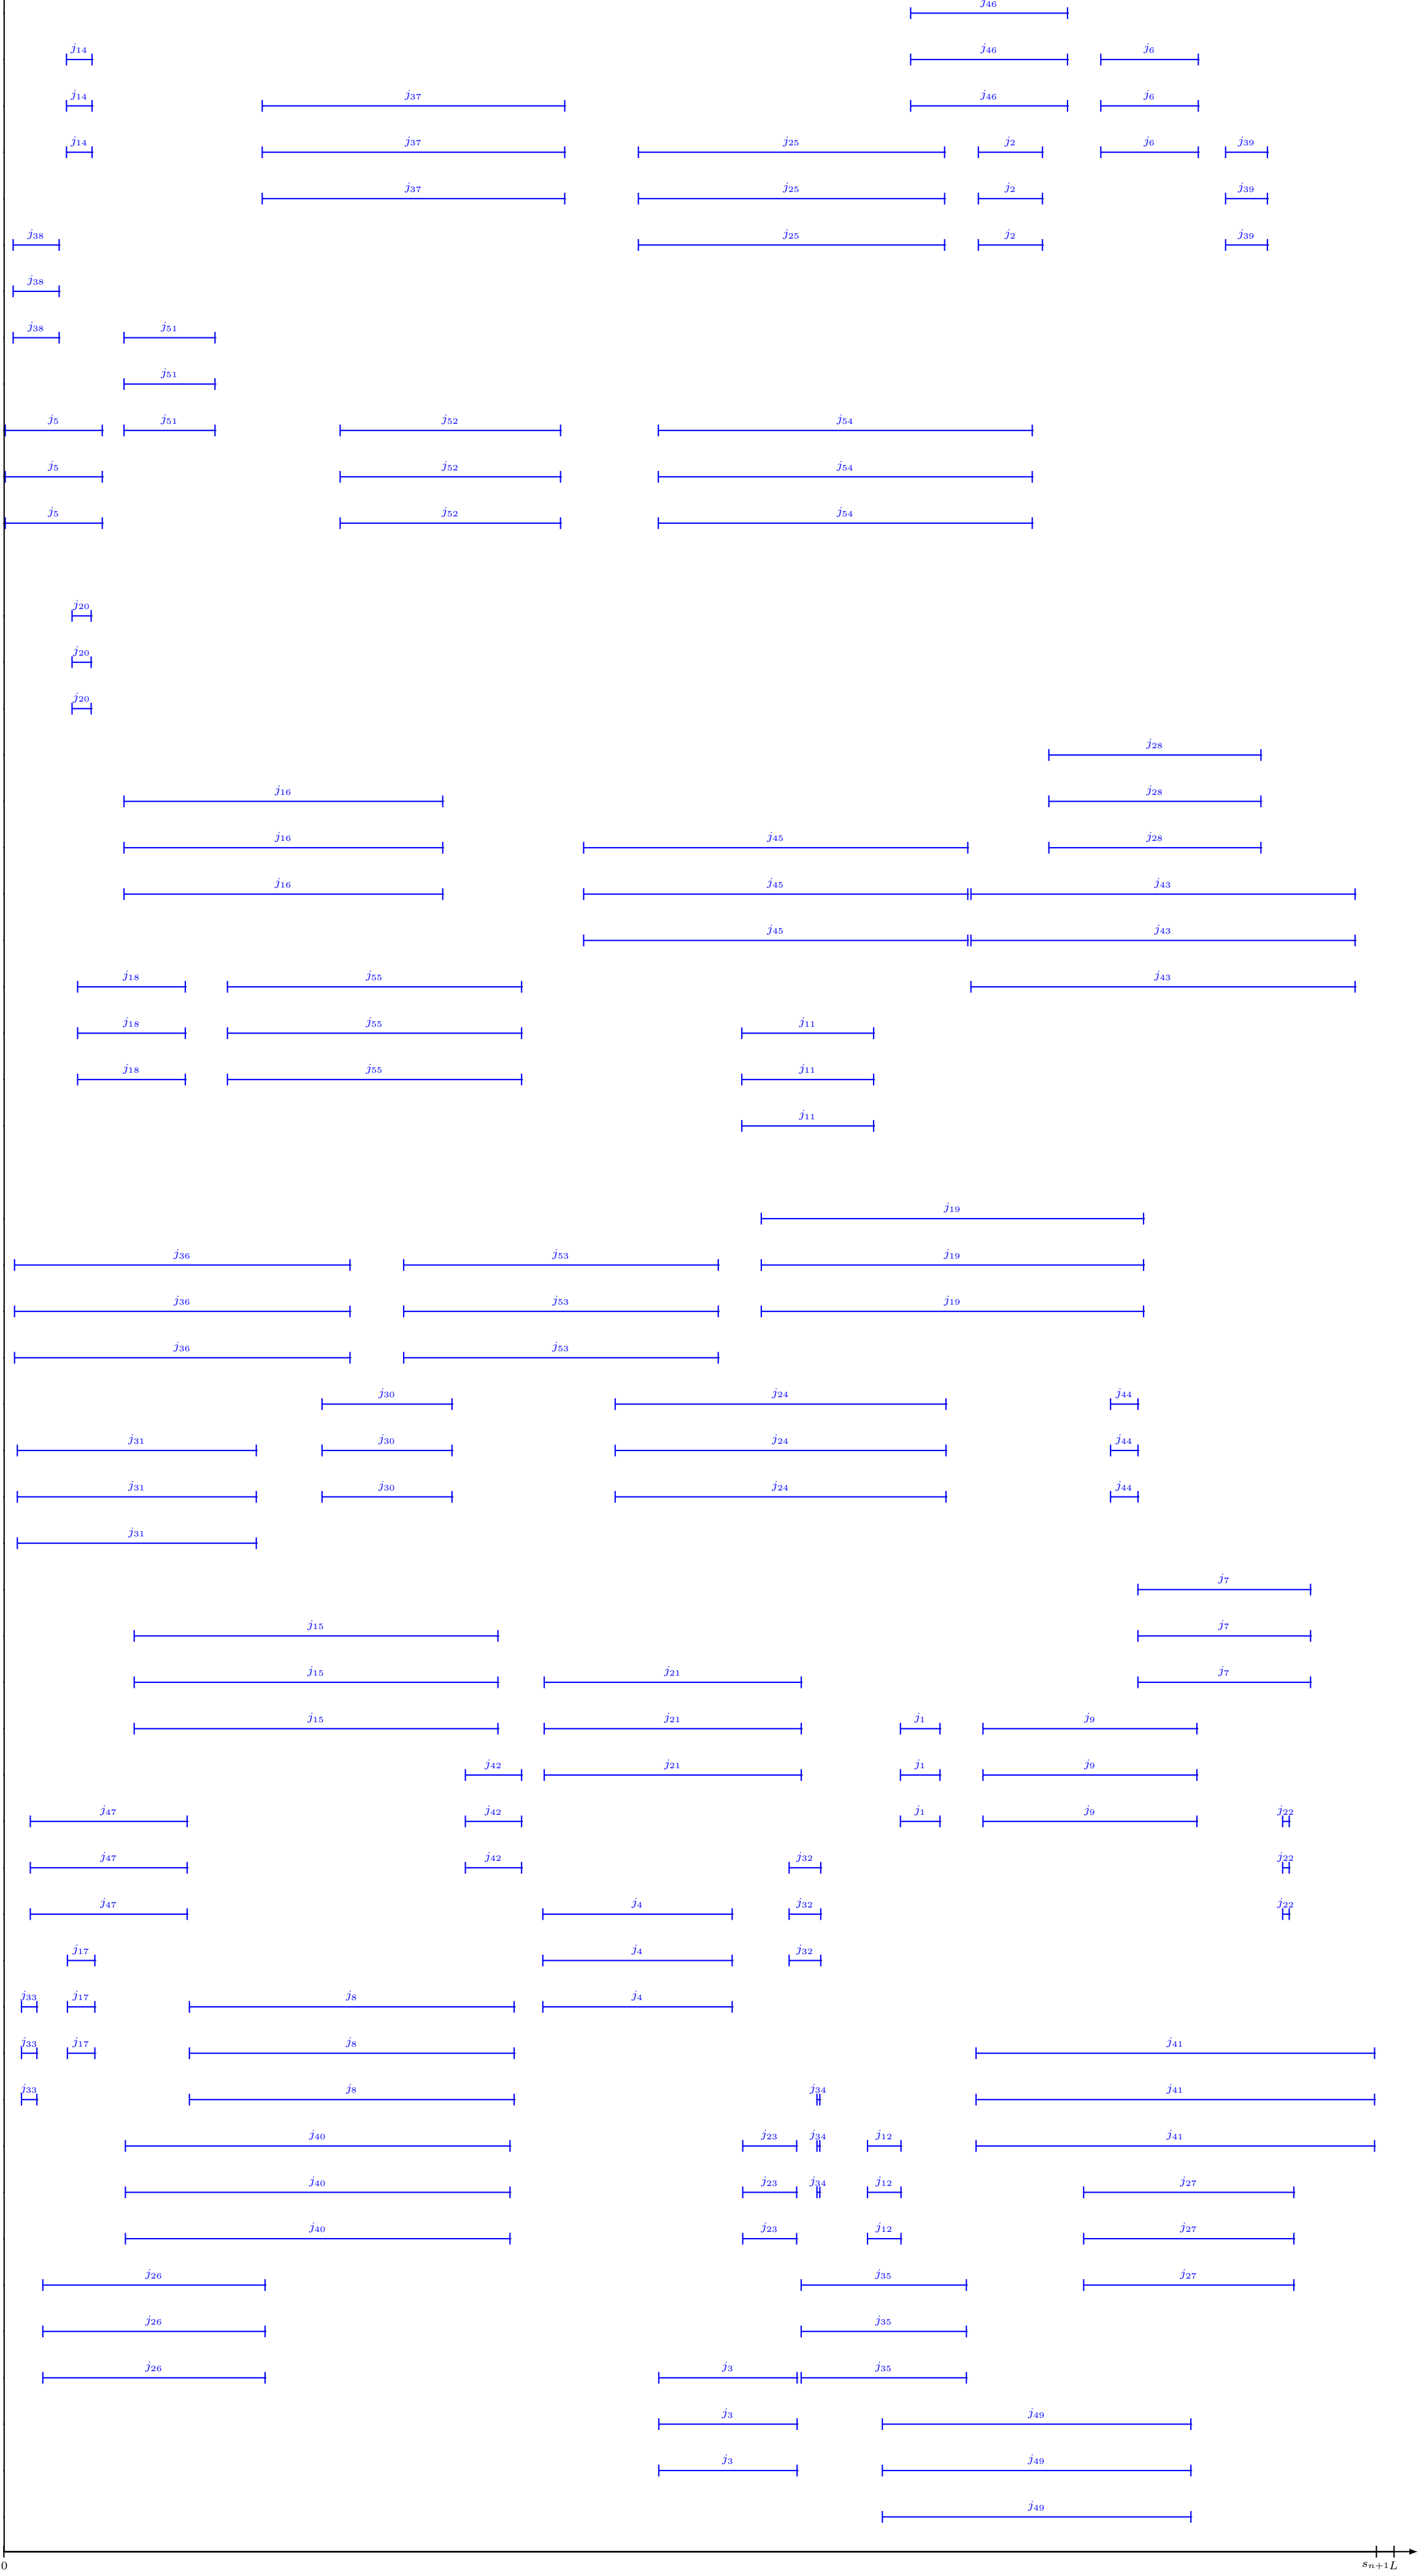 j₄₆
j₁₄ j₄₆ j₆
j₁₄ j₃₇ j₄₆ j₆
j₁₄ j₃₇ j₂₅ j₂ j₆ j₃₉
j₃₇ j₂₅ j₂ j₃₉
j₃₈ j₂₅ j₂ j₃₉
j₃₈
j₃₈ j₅₁
j₅₁
j₅ j₅₁ j₅₂ j₅₄
j₅ j₅₂ j₅₄
j₅ j₅₂ j₅₄
j₂₀
j₂₀
j₂₀
j₂₈
j₁₆ j₂₈
j₁₆ j₄₅ j₂₈
j₁₆ j₄₅ j₄₃
j₄₅ j₄₃
j₁₈ j₅₅ j₄₃
j₁₈ j₅₅ j₁₁
j₁₈ j₅₅ j₁₁
j₁₁
j₁₉
j₃₆ j₅₃ j₁₉
j₃₆ j₅₃ j₁₉
j₃₆ j₅₃
j₃₀ j₂₄ j₄₄
j₃₁ j₃₀ j₂₄ j₄₄
j₃₁ j₃₀ j₂₄ j₄₄
j₃₁
j₇
j₁₅ j₇
j₁₅ j₂₁ j₇
j₁₅ j₂₁ j₁ j₉
j₄₂ j₂₁ j₁ j₉
j₄₇ j₄₂ j₁ j₉ j₂₂
j₄₇ j₄₂ j₃₂ j₂₂
j₄₇ j₄ j₃₂ j₂₂
j₁₇ j₄ j₃₂
j₃₃ j₁₇ j₈ j₄
j₃₃ j₁₇ j₈ j₄₁
j₃₃ j₈ j₃₄ j₄₁
j₄₀ j₂₃ j₃₄ j₁₂ j₄₁
j₄₀ j₂₃ j₃₄ j₁₂ j₂₇
j₄₀ j₂₃ j₁₂ j₂₇
j₂₆ j₃₅ j₂₇
j₂₆ j₃₅
j₂₆ j₃ j₃₅
j₃ j₄₉
j₃ j₄₉
j₄₉
0 sₙ₊₁ L